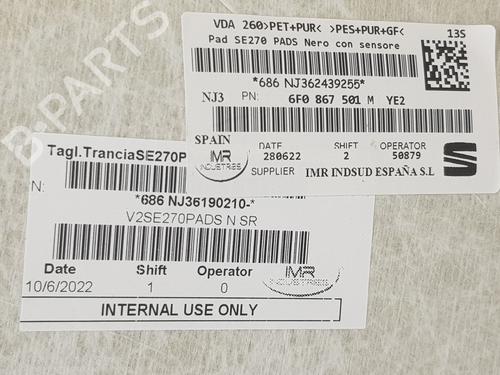 VDA 260>PET+PUR< >PES+PUR+GF<
Pad SE270 PADS Nero con sensore
13S
*686 NJ362439255*
NJ3 PN: 6F0 867 501 M YE2
SPAIN
IMR
INDUSTRIES
DATE SHIFT OPERATOR
280622 2 50879
SUPPLIER IMR INDSUD ESPAÑA S.L
Tagl.TranciaSE270P
N:
*686 NJ36190210-*
V2SE270PADS N SR
Date Shift Operator
10/6/2022 1 0
IMR
INDUSTRIES
INTERNAL USE ONLY
B-PARTS